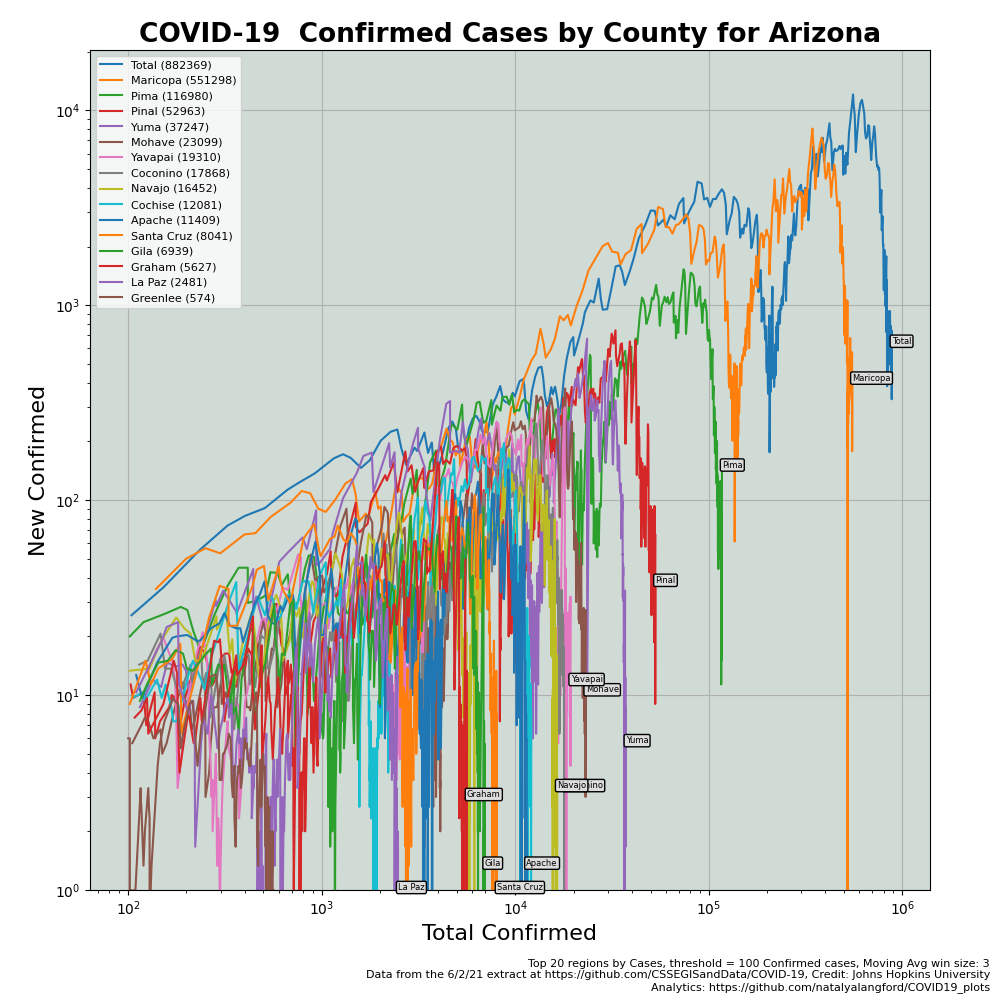 COVID-19  Confirmed Cases by County for Arizona
Total (882369)
Maricopa (551298)
Pima (116980)
Pinal (52963)
Yuma (37247)
Mohave (23099)
Yavapai (19310)
Coconino (17868)
Navajo (16452)
Cochise (12081)
Apache (11409)
Santa Cruz (8041)
Gila (6939)
Graham (5627)
La Paz (2481)
Greenlee (574)
New Confirmed
10⁴
10³
10²
10¹
10⁰
Total
Maricopa
Pima
Pinal
Yavapai
Mohave
Yuma
Navajo
Graham
Gila
Apache
La Paz
Santa Cruz
10²
10³
10⁴
10⁵
10⁶
Total Confirmed
Top 20 regions by Cases, threshold = 100 Confirmed cases, Moving Avg win size: 3
Data from the 6/2/21 extract at https://github.com/CSSEGISandData/COVID-19, Credit: Johns Hopkins University
Analytics: https://github.com/natalyalangford/COVID19_plots